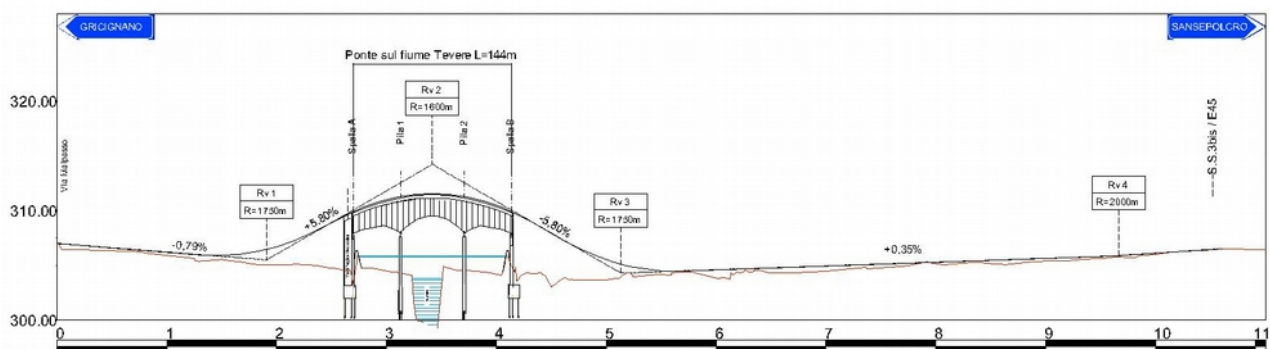 GRICIGNANO
SANSEPOLCRO
Ponte sul fiume Tevere L=144m
Rv 2
R=1600m
320.00
Via Malpasso
Spalla A
Pila 1
Pila 2
Spalla B
S.S.3bis / E45
Rv 1
R=1750m
Rv 3
R=1750m
Rv 4
R=2000m
310.00
+5,80%
-5,80%
-0,79%
+0,35%
300.00
0 1 2 3 4 5 6 7 8 9 10 11